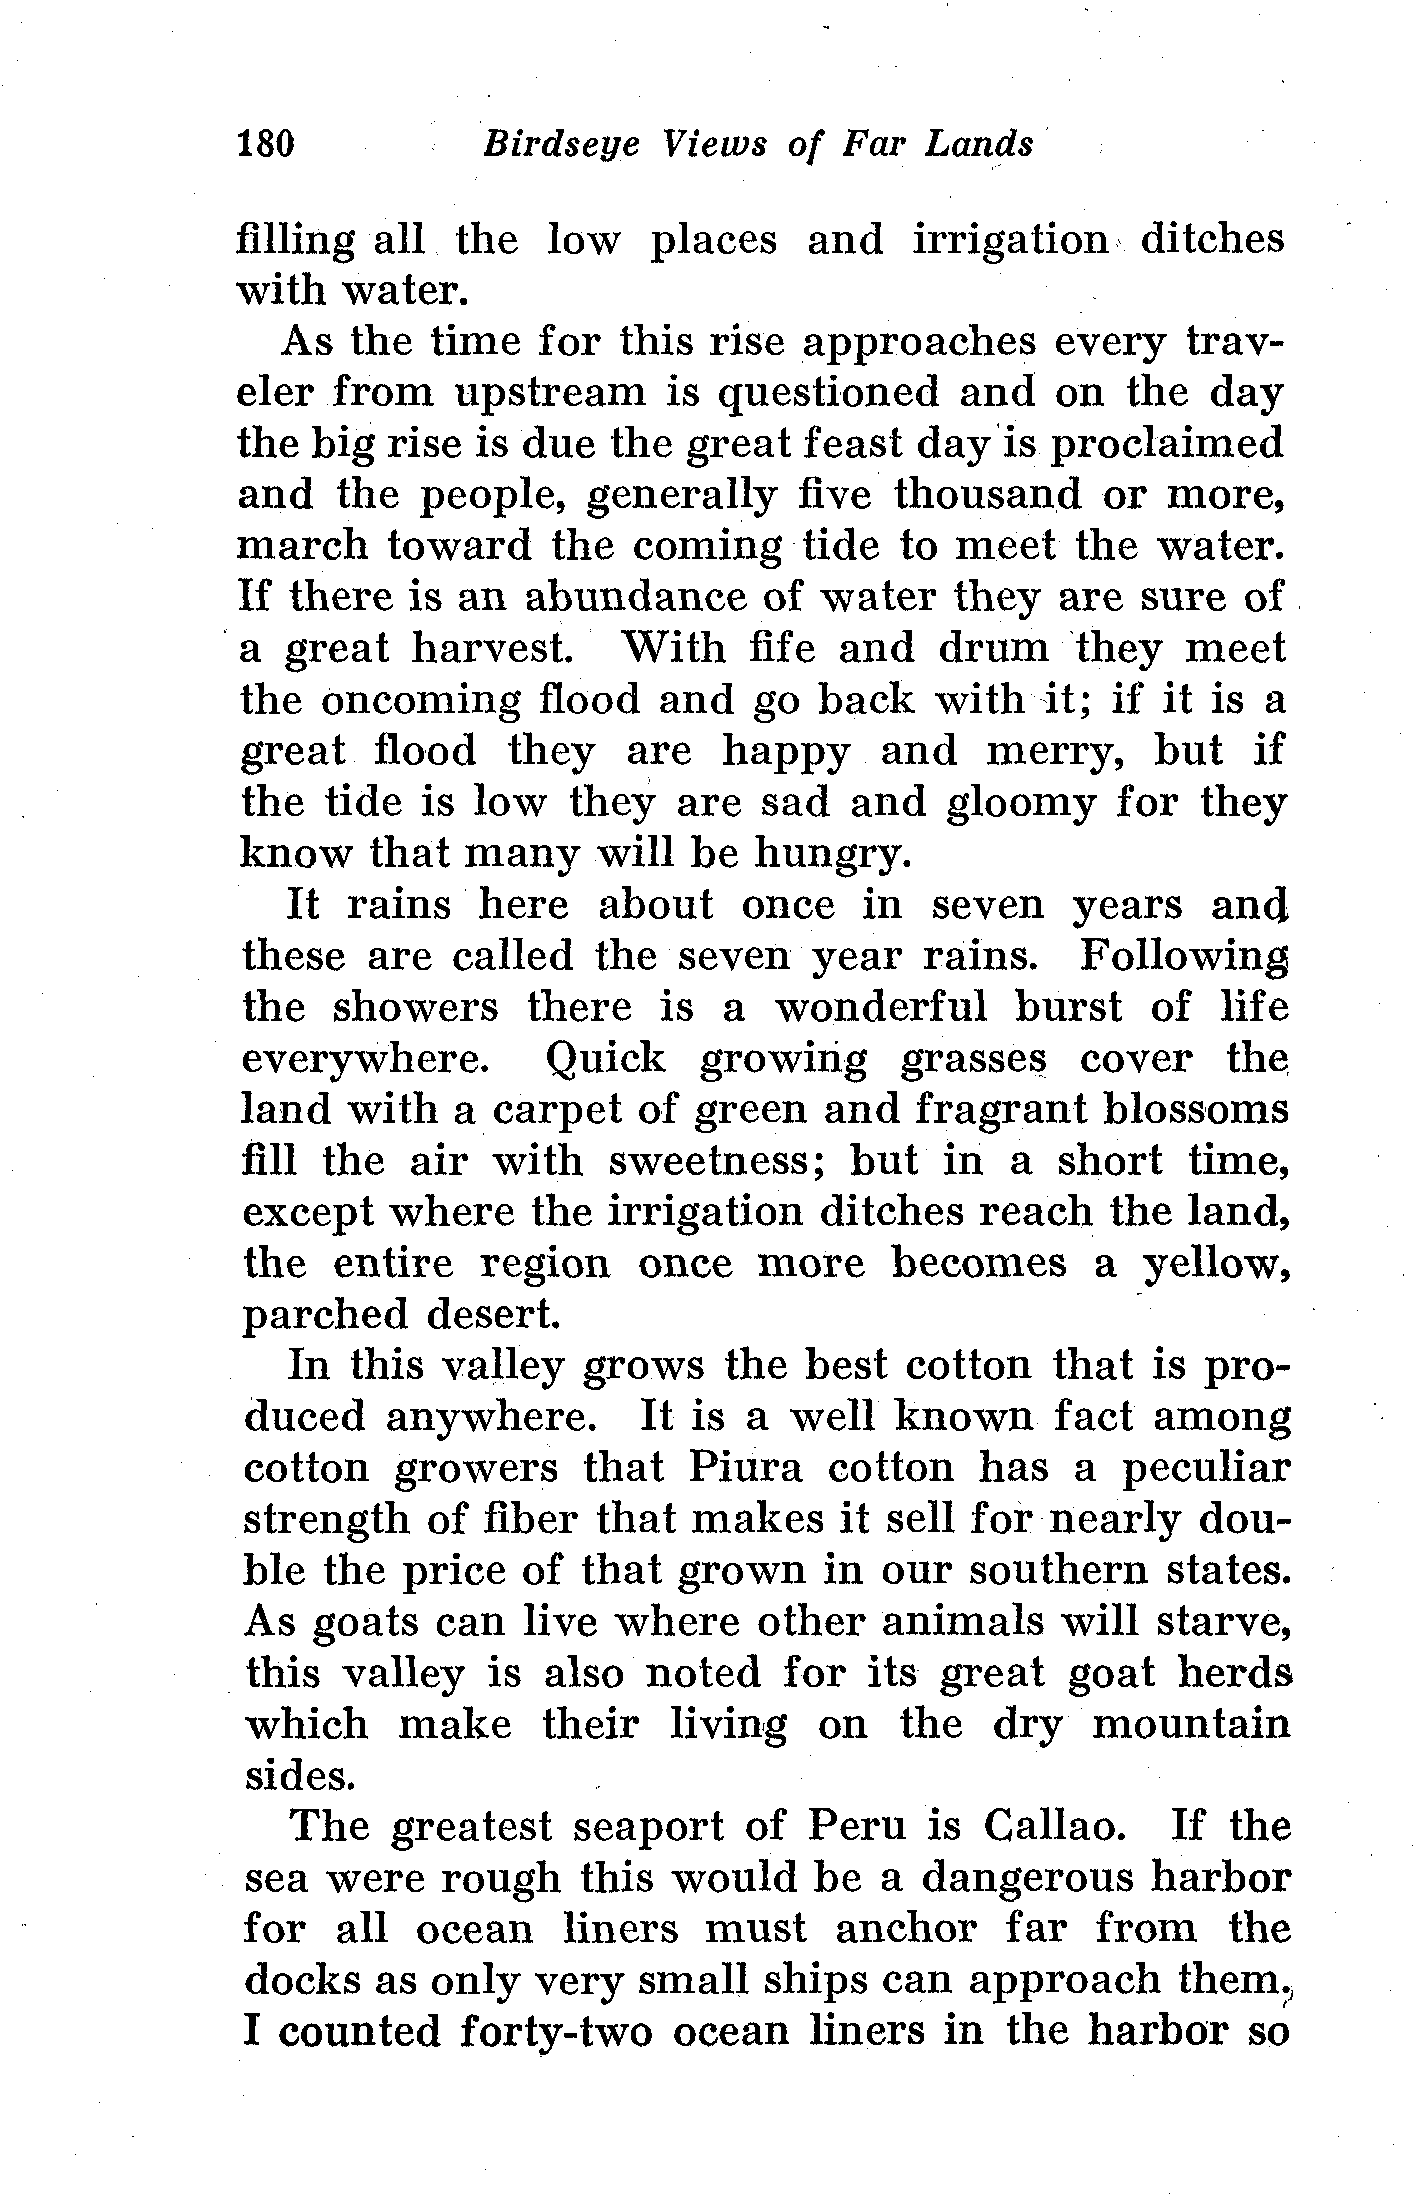 180 Birdseye Views of Far Lands
filling all the low places and irrigation ditches
with water.
As the time for this rise approaches every trav-
eler from upstream is questioned and on the day
the big rise is due the great feast day is proclaimed
and the people, generally five thousand or more,
march toward the coming tide to meet the water.
If there is an abundance of water they are sure of
a great harvest. With fife and drum they meet
the oncoming flood and go back with it; if it is a
great flood they are happy and merry, but if
the tide is low they are sad and gloomy for they
know that many will be hungry.
It rains here about once in seven years and
these are called the seven year rains. Following
the showers there is a wonderful burst of life
everywhere. Quick growing grasses cover the
land with a carpet of green and fragrant blossoms
fill the air with sweetness; but in a short time,
except where the irrigation ditches reach the land,
the entire region once more becomes a yellow,
parched desert.
In this valley grows the best cotton that is pro-
duced anywhere. It is a well known fact among
cotton growers that Piura cotton has a peculiar
strength of fiber that makes it sell for nearly dou-
ble the price of that grown in our southern states.
As goats can live where other animals will starve,
this valley is also noted for its great goat herds
which make their living on the dry mountain
sides.
The greatest seaport of Peru is Callao. If the
sea were rough this would be a dangerous harbor
for all ocean liners must anchor far from the
docks as only very small ships can approach them.
I counted forty-two ocean liners in the harbor so